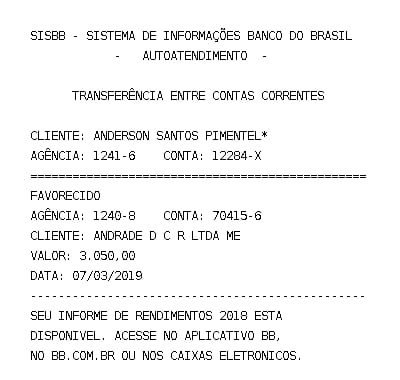 SISBB - SISTEMA DE INFORMAÇÕES BANCO DO BRASIL
- AUTOATENDIMENTO -
TRANSFERÊNCIA ENTRE CONTAS CORRENTES
CLIENTE: ANDERSON SANTOS PIMENTEL*
AGÊNCIA: 1241-6 CONTA: 12284-X
================================================
FAVORECIDO
AGÊNCIA: 1240-8 CONTA: 70415-6
CLIENTE: ANDRADE D C R LTDA ME
VALOR: 3.050,00
DATA: 07/03/2019
------------------------------------------------
SEU INFORME DE RENDIMENTOS 2018 ESTA
DISPONIVEL. ACESSE NO APLICATIVO BB,
NO BB.COM.BR OU NOS CAIXAS ELETRONICOS.